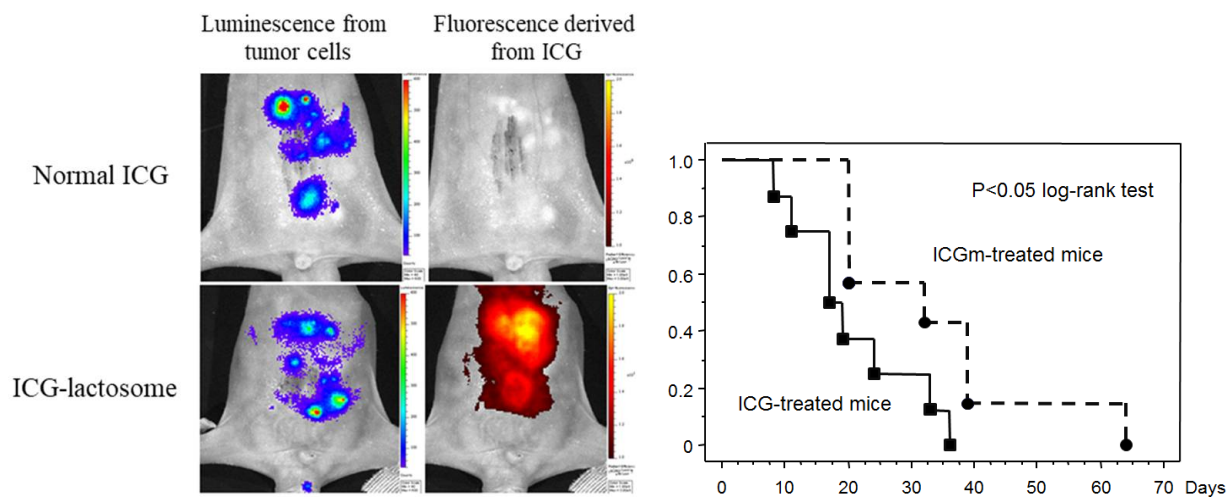 Luminescence from
tumor cells
Fluorescence derived
from ICG
Normal ICG
ICG-lactosome
P<0.05 log-rank test
ICGm-treated mice
ICG-treated mice
1.0
0.8
0.6
0.4
0.2
0
0 10 20 30 40 50 60 70 Days